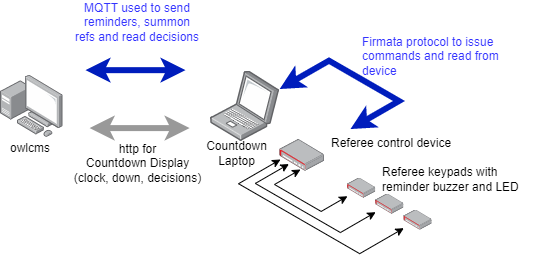 MQTT used to send
reminders, summon
refs and read decisions
Firmata protocol to issue
commands and read from
device
owlcms
http for
Countdown Display
(clock, down, decisions)
Countdown
Laptop
Referee control device
Referee keypads with
reminder buzzer and LED